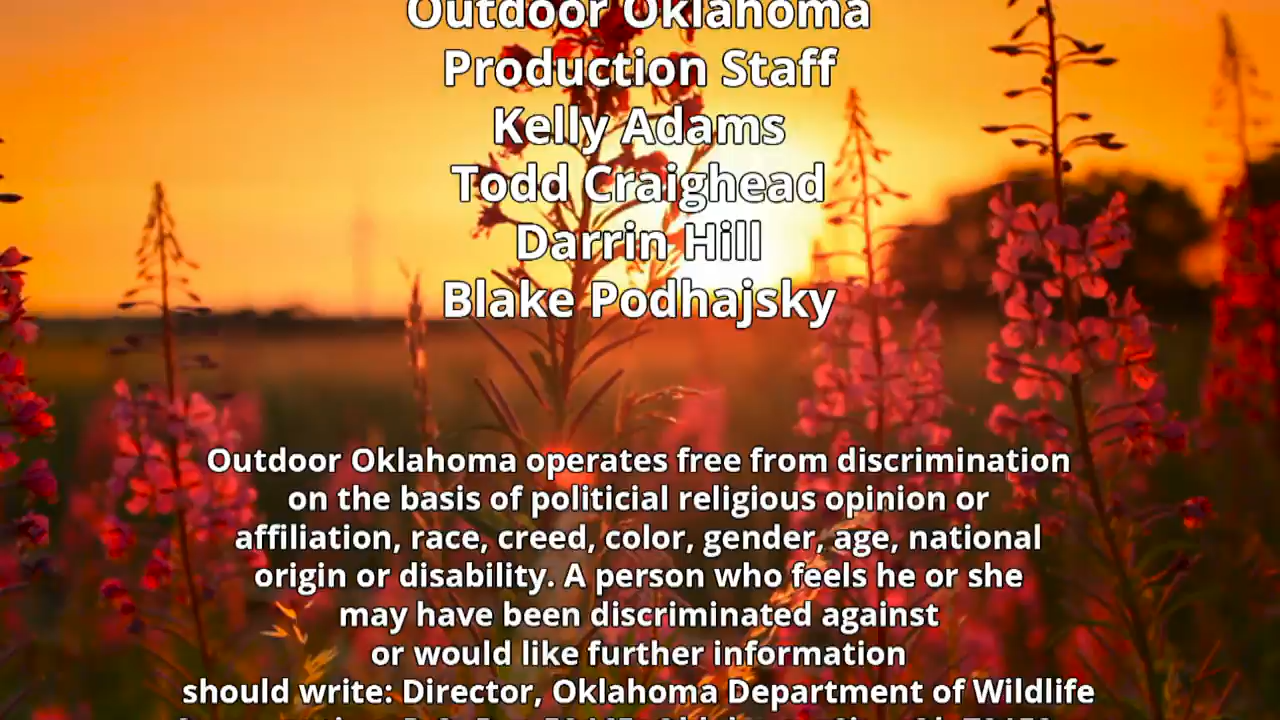 Outdoor Oklahoma
Production Staff
Kelly Adams
Todd Craighead
Darrin Hill
Blake Podhajsky
Outdoor Oklahoma operates free from discrimination
on the basis of politicial religious opinion or
affiliation, race, creed, color, gender, age, national
origin or disability. A person who feels he or she
may have been discriminated against
or would like further information
should write: Director, Oklahoma Department of Wildlife